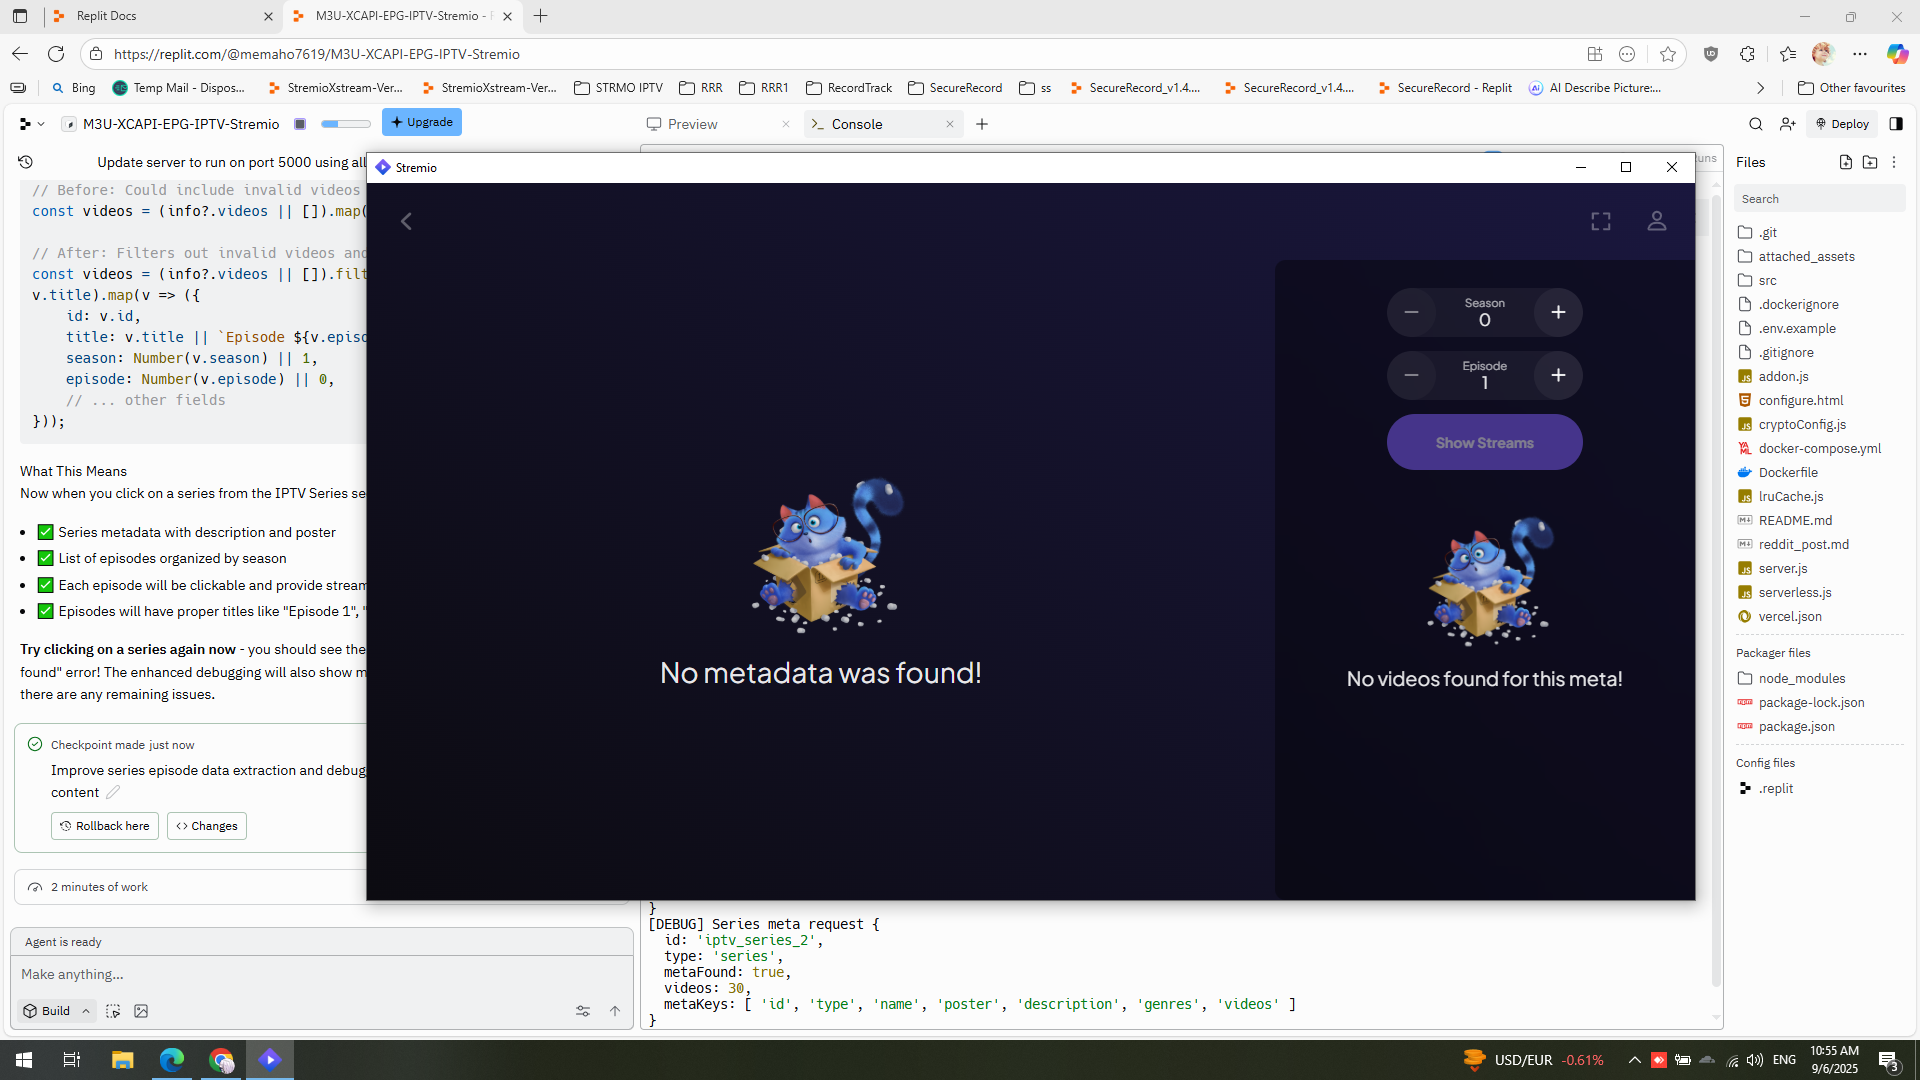 Replit Docs
M3U-XCAPI-EPG-IPTV-Stremio -
https://replit.com/@memaho7619/M3U-XCAPI-EPG-IPTV-Stremio
Bing
Temp Mail - Dispos...
StremioXstream-Ver...
StremioXstream-Ver...
STRMO IPTV
RRR
RRR1
RecordTrack
SecureRecord
ss
SecureRecord_v1.4....
SecureRecord_v1.4....
SecureRecord - Replit
AI Describe Picture:...
Other favourites
M3U-XCAPI-EPG-IPTV-Stremio
Upgrade
Preview
Console
Deploy
Update server to run on port 5000 using all
// Before: Could include invalid videos
const videos = (info?.videos || []).map(
// After: Filters out invalid videos and
const videos = (info?.videos || []).filt
v.title).map(v => ({
id: v.id,
title: v.title || `Episode ${v.episo
season: Number(v.season) || 1,
episode: Number(v.episode) || 0,
// ... other fields
}));
What This Means
Now when you click on a series from the IPTV Series se
Series metadata with description and poster
List of episodes organized by season
Each episode will be clickable and provide stream
Episodes will have proper titles like "Episode 1", "
Try clicking on a series again now - you should see the
found" error! The enhanced debugging will also show m
there are any remaining issues.
Checkpoint made just now
Improve series episode data extraction and debug
content
Rollback here
Changes
2 minutes of work
Agent is ready
Make anything...
Build
Stremio
Season
0
Episode
1
Show Streams
No metadata was found!
No videos found for this meta!
}
[DEBUG] Series meta request {
id: 'iptv_series_2',
type: 'series',
metaFound: true,
videos: 30,
metaKeys: [ 'id', 'type', 'name', 'poster', 'description', 'genres', 'videos' ]
}
uns
Files
Search
.git
attached_assets
src
.dockerignore
.env.example
.gitignore
addon.js
configure.html
cryptoConfig.js
docker-compose.yml
Dockerfile
lruCache.js
README.md
reddit_post.md
server.js
serverless.js
vercel.json
Packager files
node_modules
package-lock.json
package.json
Config files
.replit
USD/EUR -0.61%
ENG
10:55 AM
9/6/2025
3